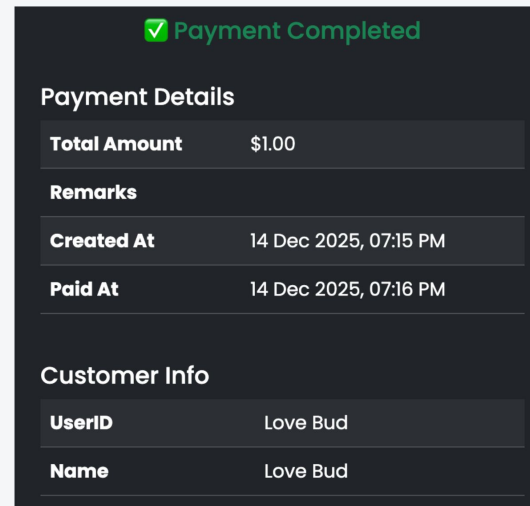 ✅ Payment Completed
Payment Details
Total Amount $1.00
Remarks
Created At 14 Dec 2025, 07:15 PM
Paid At 14 Dec 2025, 07:16 PM
Customer Info
UserID Love Bud
Name Love Bud